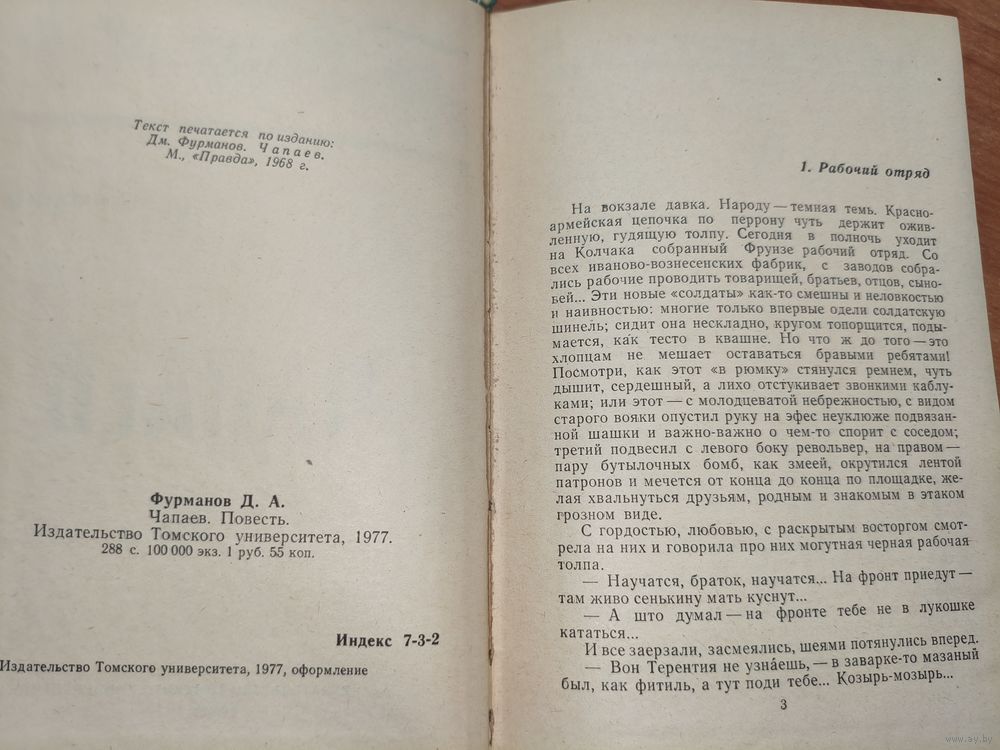 Текст печатается по изданию:
Дм. Фурманов. Чапаев.
М., «Правда», 1968 г.
Фурманов Д. А.
Чапаев. Повесть.
Издательство Томского университета, 1977.
288 с. 100 000 экз. 1 руб. 55 коп.
Индекс 7-3-2
Издательство Томского университета, 1977, оформление
1. Рабочий отряд
На вокзале давка. Народу — темная темь. Красно-
армейская цепочка по перрону чуть держит ожив-
ленную, гудящую толпу. Сегодня в полночь уходит
на Колчака собранный Фрунзе рабочий отряд. Со
всех иваново-вознесенских фабрик, с заводов собра-
лись рабочие проводить товарищей, братьев, отцов, сыно-
вей... Эти новые «солдаты» как-то смешны и неловкостью
и наивностью: многие только впервые одели солдатскую
шинель; сидит она нескладно, кругом топорщится, поды-
мается, как тесто в квашне. Но что ж до того — это
хлопцам не мешает оставаться бравыми ребятами!
Посмотри, как этот «в рюмку» стянулся ремнем, чуть
дышит, сердешный, а лихо отстукивает звонкими каблу-
ками; или этот — с молодцеватой небрежностью, с видом
старого вояки опустил руку на эфес неуклюже подвязан-
ной шашки и важно-важно о чем-то спорит с соседом;
третий подвесил с левого боку револьвер, на правом —
пару бутылочных бомб, как змеей, окрутился лентой
патронов и мечется от конца до конца по площадке, же-
лая хвальнуться друзьям, родным и знакомым в этаком
грозном виде.
С гордостью, любовью, с раскрытым восторгом смот-
рела на них и говорила про них могутная черная рабочая
толпа.
— Научатся, браток, научатся... На фронт приедут —
там живо сенькину мать куснут...
— А што думал — на фронте тебе не в лукошке
кататься...
И все заерзали, засмеялись, шеями потянулись вперед.
— Вон Терентия не узна́ешь, — в заварке-то мазаный
был, как фитиль, а тут поди тебе... Козырь-мозырь...
3
www.ay.by